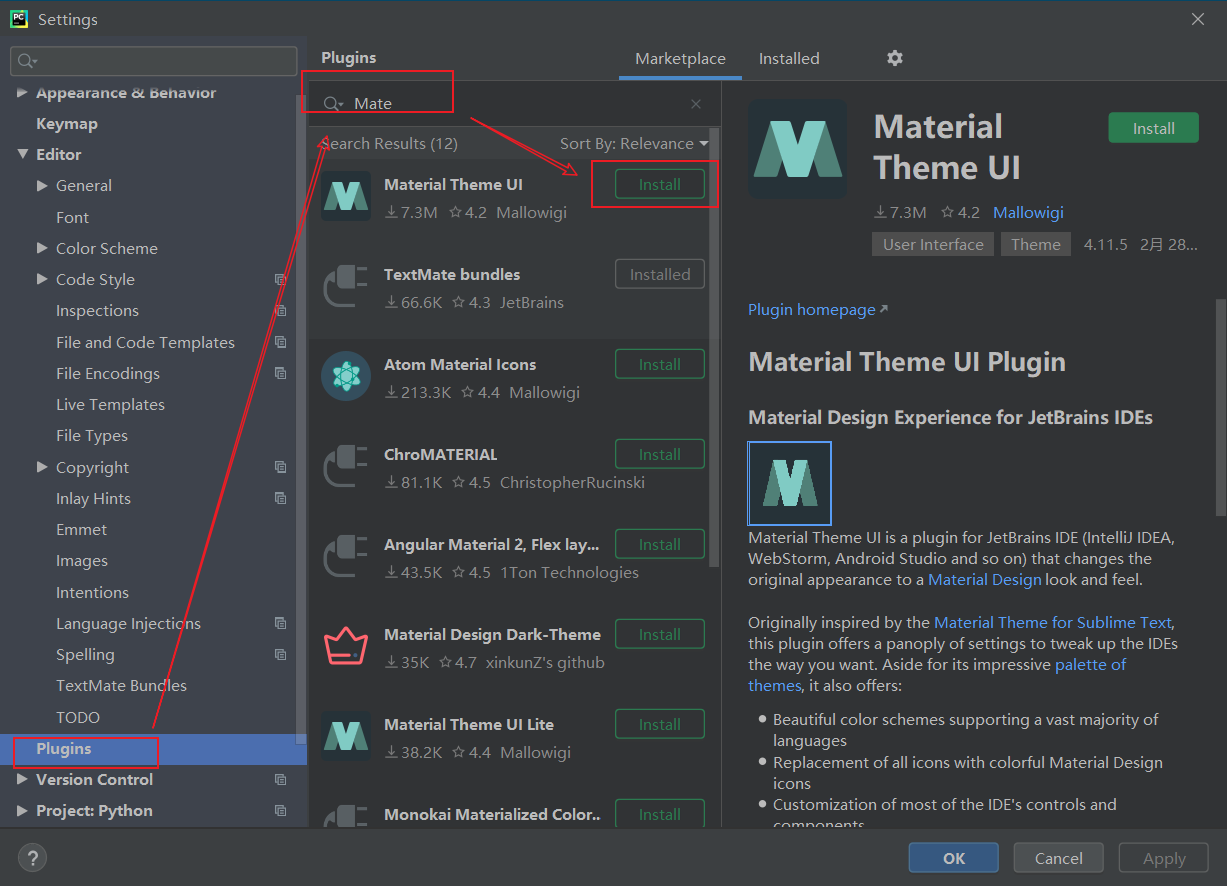 Settings
Appearance & Behavior
Keymap
Editor
General
Font
Color Scheme
Code Style
Inspections
File and Code Templates
File Encodings
Live Templates
File Types
Copyright
Inlay Hints
Emmet
Images
Intentions
Language Injections
Spelling
TextMate Bundles
TODO
Plugins
Version Control
Project: Python
Plugins
Marketplace
Installed
Mate
Search Results (12)
Sort By: Relevance
Material Theme UI
Install
7.3M 4.2 Mallowigi
TextMate bundles
Installed
66.6K 4.3 JetBrains
Atom Material Icons
Install
213.3K 4.4 Mallowigi
ChroMATERIAL
Install
81.1K 4.5 ChristopherRucinski
Angular Material 2, Flex lay...
Install
43.5K 4.5 1Ton Technologies
Material Design Dark-Theme
Install
35K 4.7 xinkunZ's github
Material Theme UI Lite
Install
38.2K 4.4 Mallowigi
Monokai Materialized Color..
Install
Material
Theme UI
Install
7.3M 4.2 Mallowigi
User Interface
Theme
4.11.5 2月 28...
Plugin homepage
Material Theme UI Plugin
Material Design Experience for JetBrains IDEs
Material Theme UI is a plugin for JetBrains IDE (IntelliJ IDEA,
WebStorm, Android Studio and so on) that changes the
original appearance to a Material Design look and feel.
Originally inspired by the Material Theme for Sublime Text,
this plugin offers a panoply of settings to tweak up the IDEs
the way you want. Aside for its impressive palette of
themes, it also offers:
Beautiful color schemes supporting a vast majority of
languages
Replacement of all icons with colorful Material Design
icons
Customization of most of the IDE's controls and
components
?
OK
Cancel
Apply